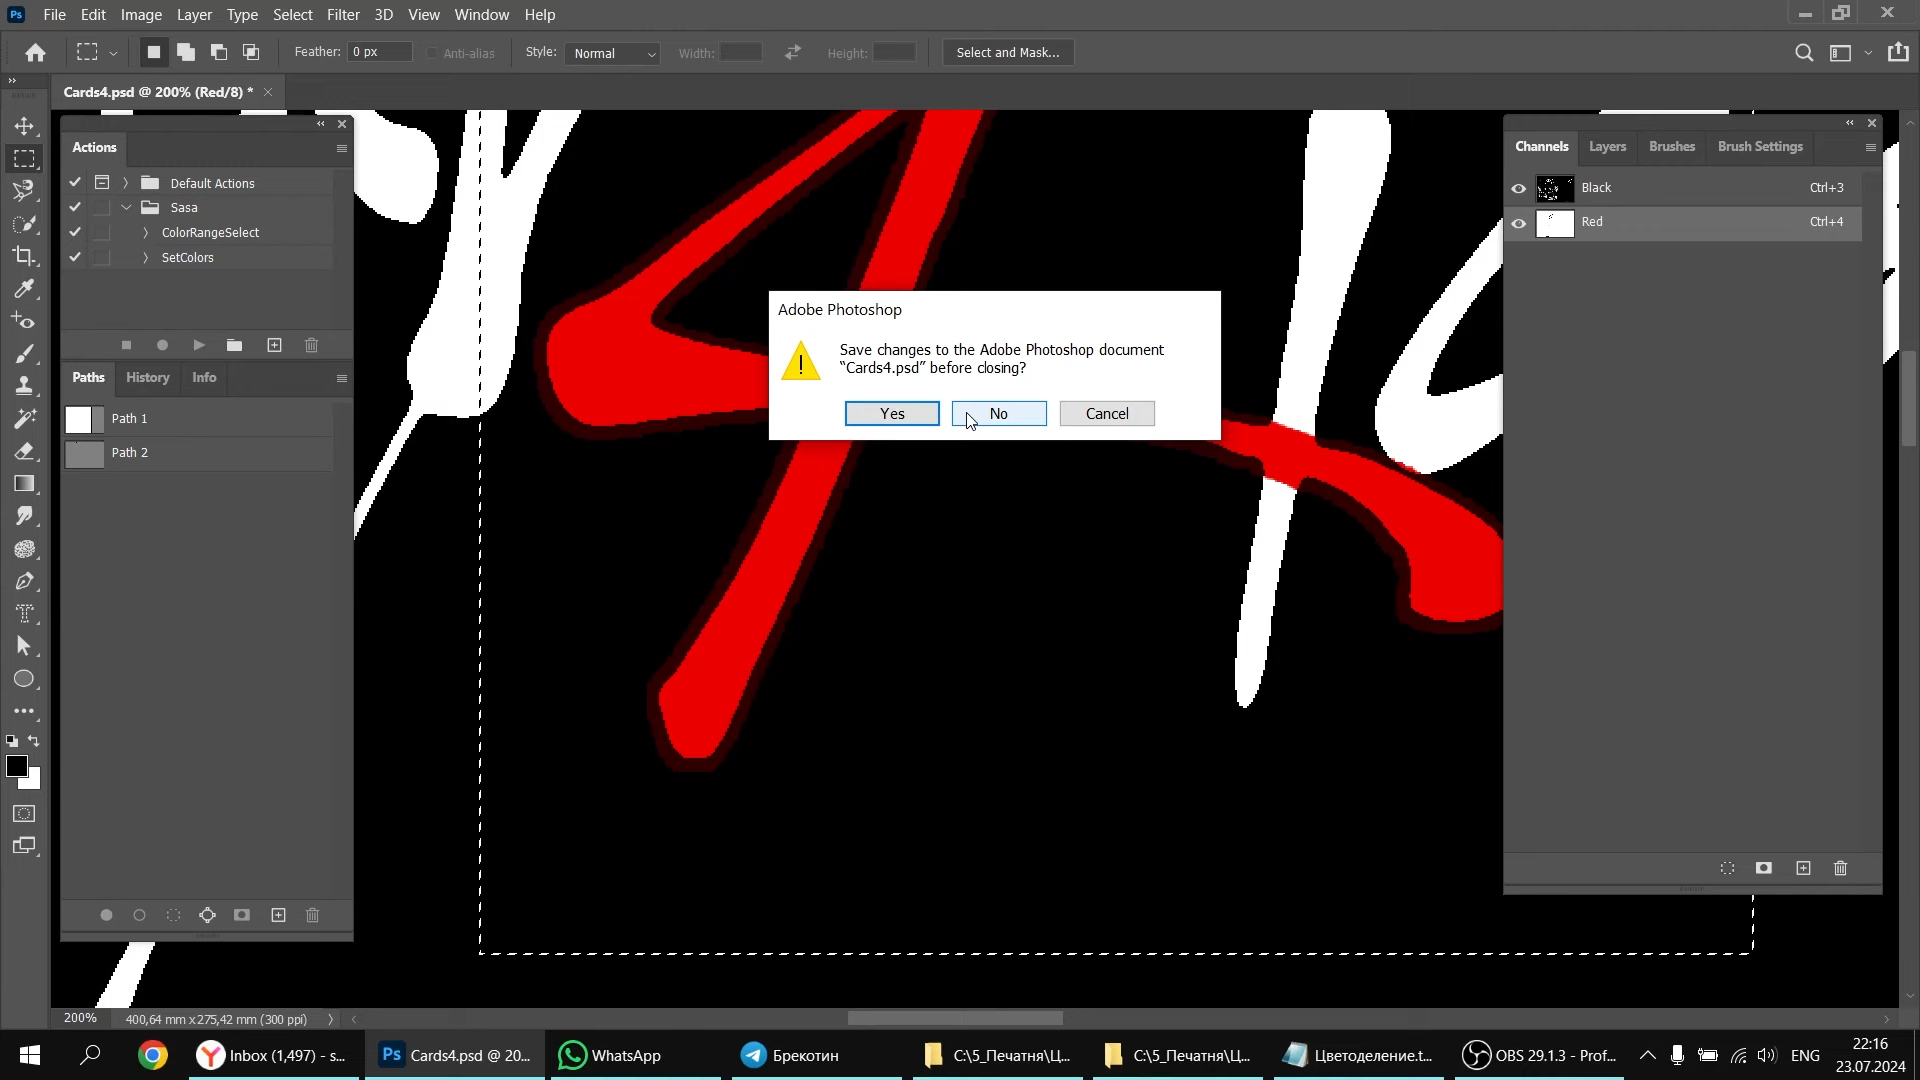 Ps File Edit Image Layer Type Select Filter 3D View Window Help
Feather: 0 px Anti-alias Style: Normal Width: Height: Select and Mask...
Cards4.psd @ 200% (Red/8) *
Actions
Default Actions
Sasa
ColorRangeSelect
SetColors
Paths History Info
Path 1
Path 2
Adobe Photoshop
Save changes to the Adobe Photoshop document
“Cards4.psd” before closing?
Yes No Cancel
Channels Layers Brushes Brush Settings
Black Ctrl+3
Red Ctrl+4
200% 400,64 mm x 275,42 mm (300 ppi)
Inbox (1,497) - s...
Ps Cards4.psd @ 20...
WhatsApp
Брекотин
C:\5_Печатня\Ц...
C:\5_Печатня\Ц...
Цветоделение.t...
OBS 29.1.3 - Prof...
ENG
22:16
23.07.2024